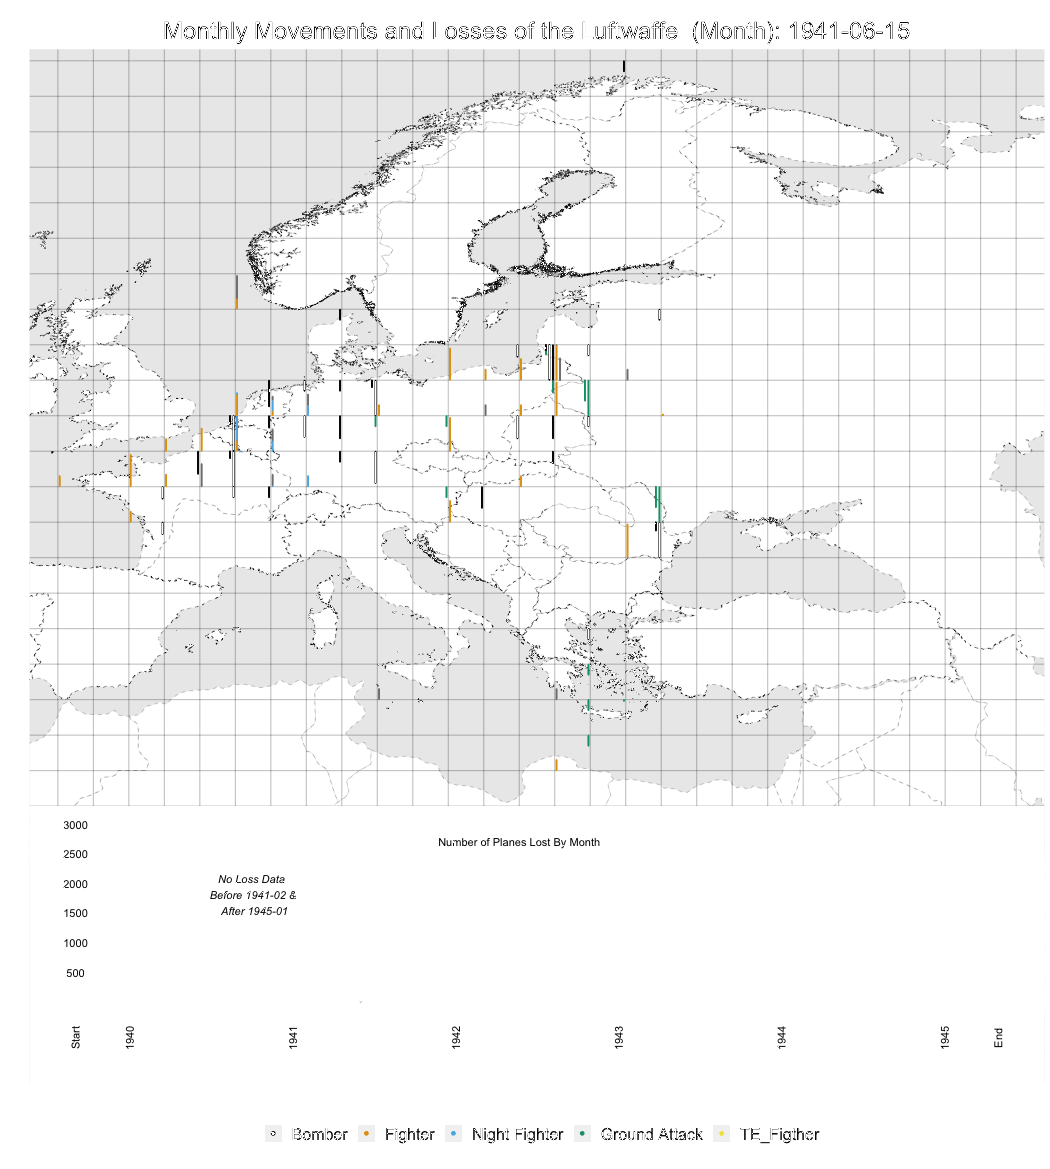 Monthly Movements and Losses of the Luftwaffe (Month): 1941-06-15
3000
Number of Planes Lost By Month
2500
2000
No Loss Data
Before 1941-02 &
After 1945-01
1500
1000
500
Start
1940
1941
1942
1943
1944
1945
End
Bomber
Fighter
Night Fighter
Ground Attack
TE_Figther